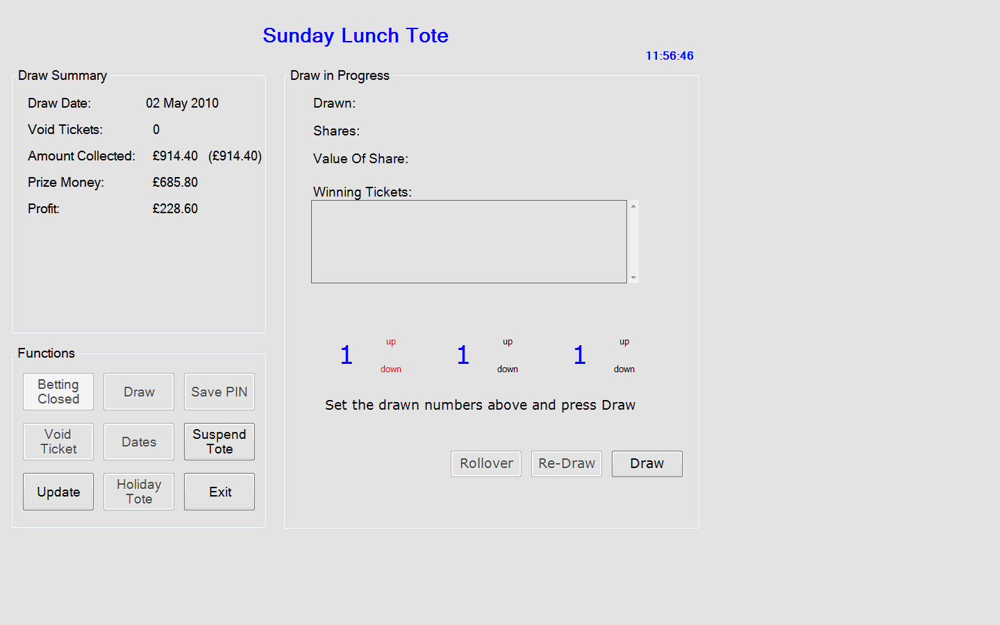 Sunday Lunch Tote
11:56:46
Draw Summary
Draw Date: 02 May 2010
Void Tickets: 0
Amount Collected: £914.40 (£914.40)
Prize Money: £685.80
Profit: £228.60
Draw in Progress
Drawn:
Shares:
Value Of Share:
Winning Tickets:
1 up down
1 up down
1 up down
Set the drawn numbers above and press Draw
Rollover Re-Draw Draw
Functions
Betting
Closed
Draw
Save PIN
Void
Ticket
Dates
Suspend
Tote
Update
Holiday
Tote
Exit